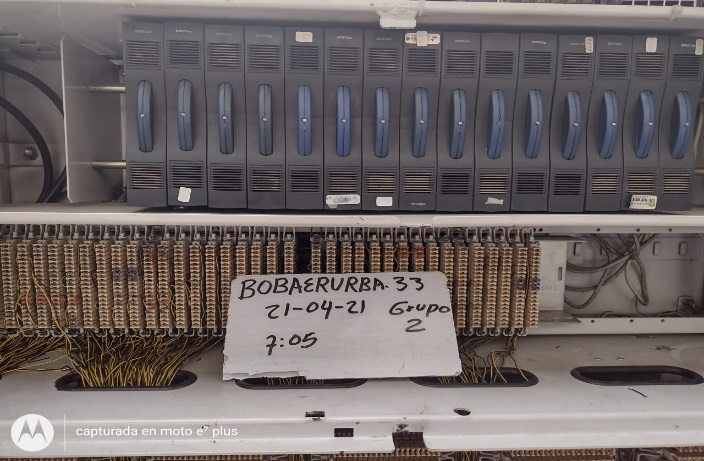 BOBAERURBA.33
21-04-21 Grupo
2
7:05
capturada en moto e⁷ plus